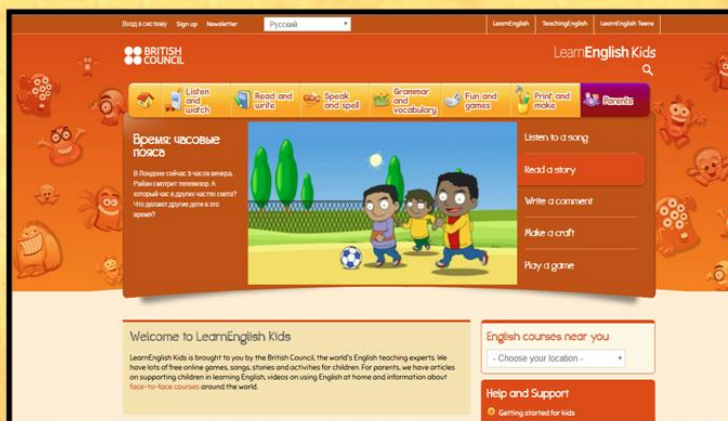 Вход в систему Sign up Newsletter Русский LearnEnglish TeachingEnglish LearnEnglish Teens
BRITISH
COUNCIL
LearnEnglish Kids
Listen
and
watch
Read and
write
abc Speak
and spell
Grammar
and
vocabulary
Fun and
games
Print and
make
Parents
Время: часовые
пояса
В Лондоне сейчас 3 часов вечера,
Райан смотрит телевизор. А
который час в других частях света?
Что делают другие дети в это
время?
Listen to a song
Read a story
Write a comment
Make a craft
Play a game
Welcome to LearnEnglish Kids
LearnEnglish Kids is brought to you by the British Council, the world's English teaching experts. We
have lots of free online games, songs, stories and activities for children. For parents, we have articles
on supporting children in learning English, videos on using English at home and information about
face-to-face courses around the world.
English courses near you
- Choose your location -
Help and Support
Getting started for kids